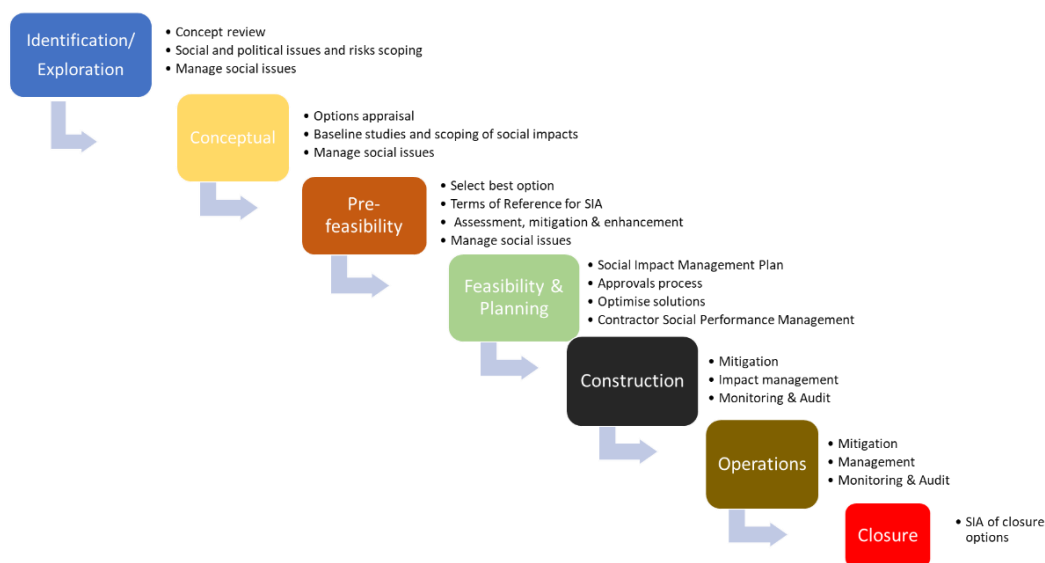 Identification/
Exploration
• Concept review
• Social and political issues and risks scoping
• Manage social issues
Conceptual
• Options appraisal
• Baseline studies and scoping of social impacts
• Manage social issues
Pre-
feasibility
• Select best option
• Terms of Reference for SIA
• Assessment, mitigation & enhancement
• Manage social issues
Feasibility &
Planning
• Social Impact Management Plan
• Approvals process
• Optimise solutions
• Contractor Social Performance Management
Construction
• Mitigation
• Impact management
• Monitoring & Audit
Operations
• Mitigation
• Management
• Monitoring & Audit
Closure
• SIA of closure
options